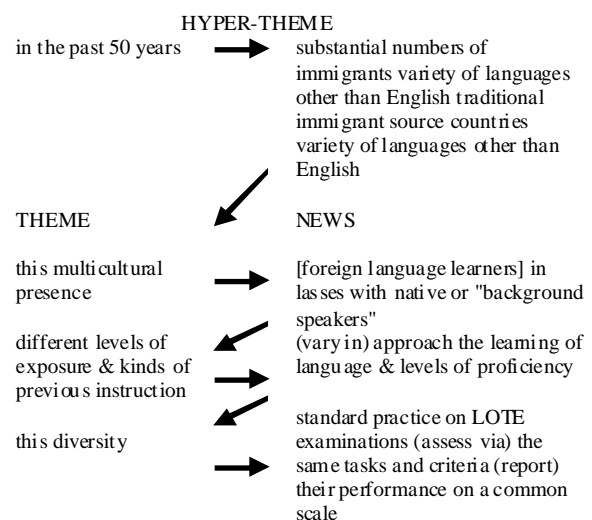 HYPER-THEME
in the past 50 years
substantial numbers of
immigrants variety of languages
other than English traditional
immigrant source countries
variety of languages other than
English
THEME
NEWS
this multicultural
presence
[foreign language learners] in
lasses with native or "background
speakers"
different levels of
exposure & kinds of
previous instruction
(vary in) approach the learning of
language & levels of proficiency
this diversity
standard practice on LOTE
examinations (assess via) the
same tasks and criteria (report)
their performance on a common
scale